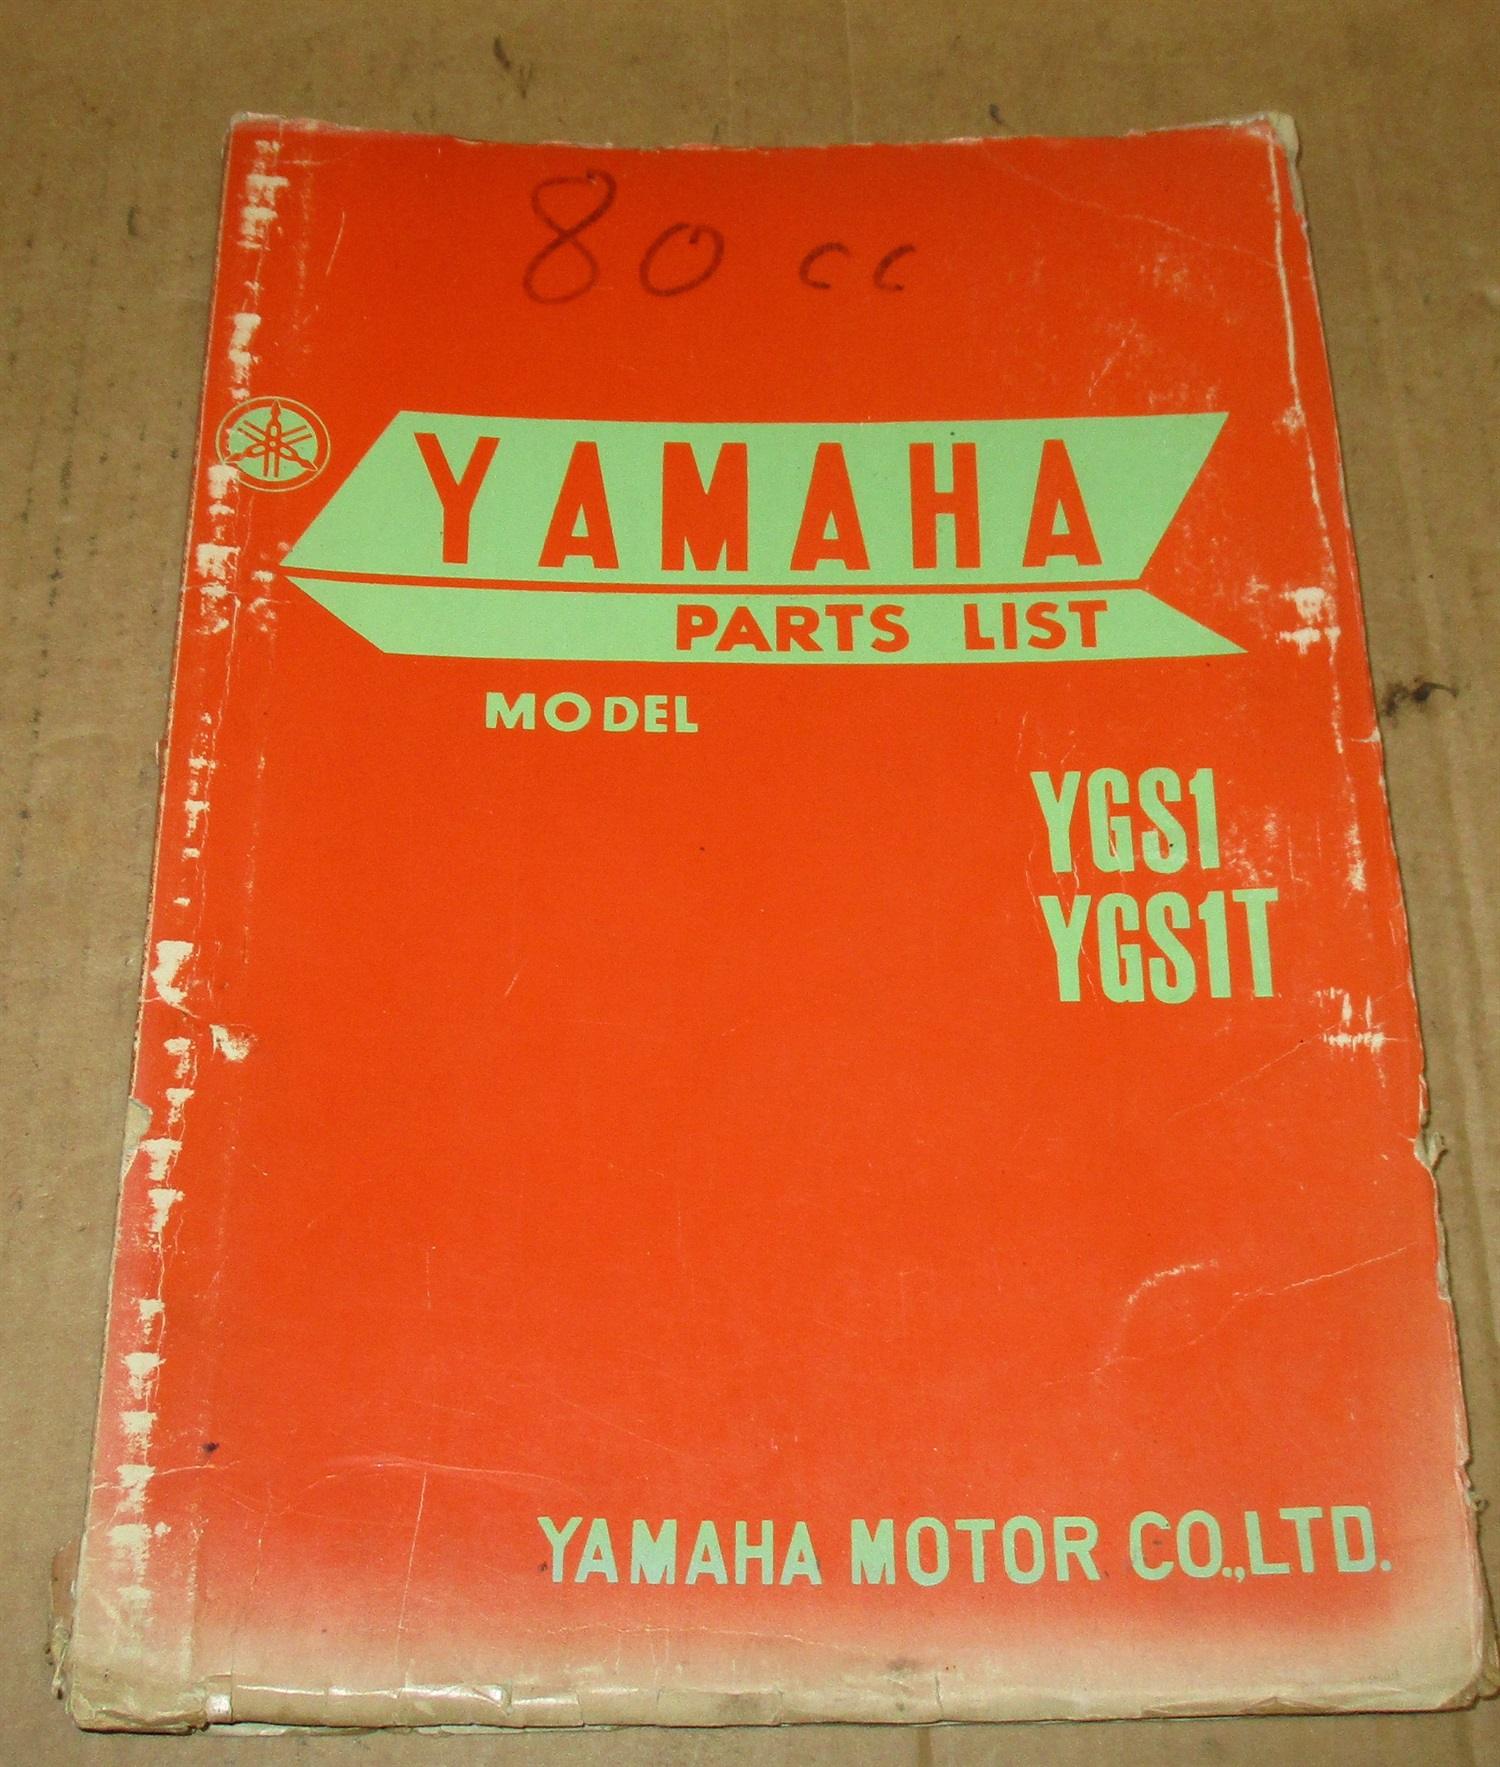 80 cc
YAMAHA
PARTS LIST
MODEL
YGS1
YGS1T
YAMAHA MOTOR CO.,LTD.